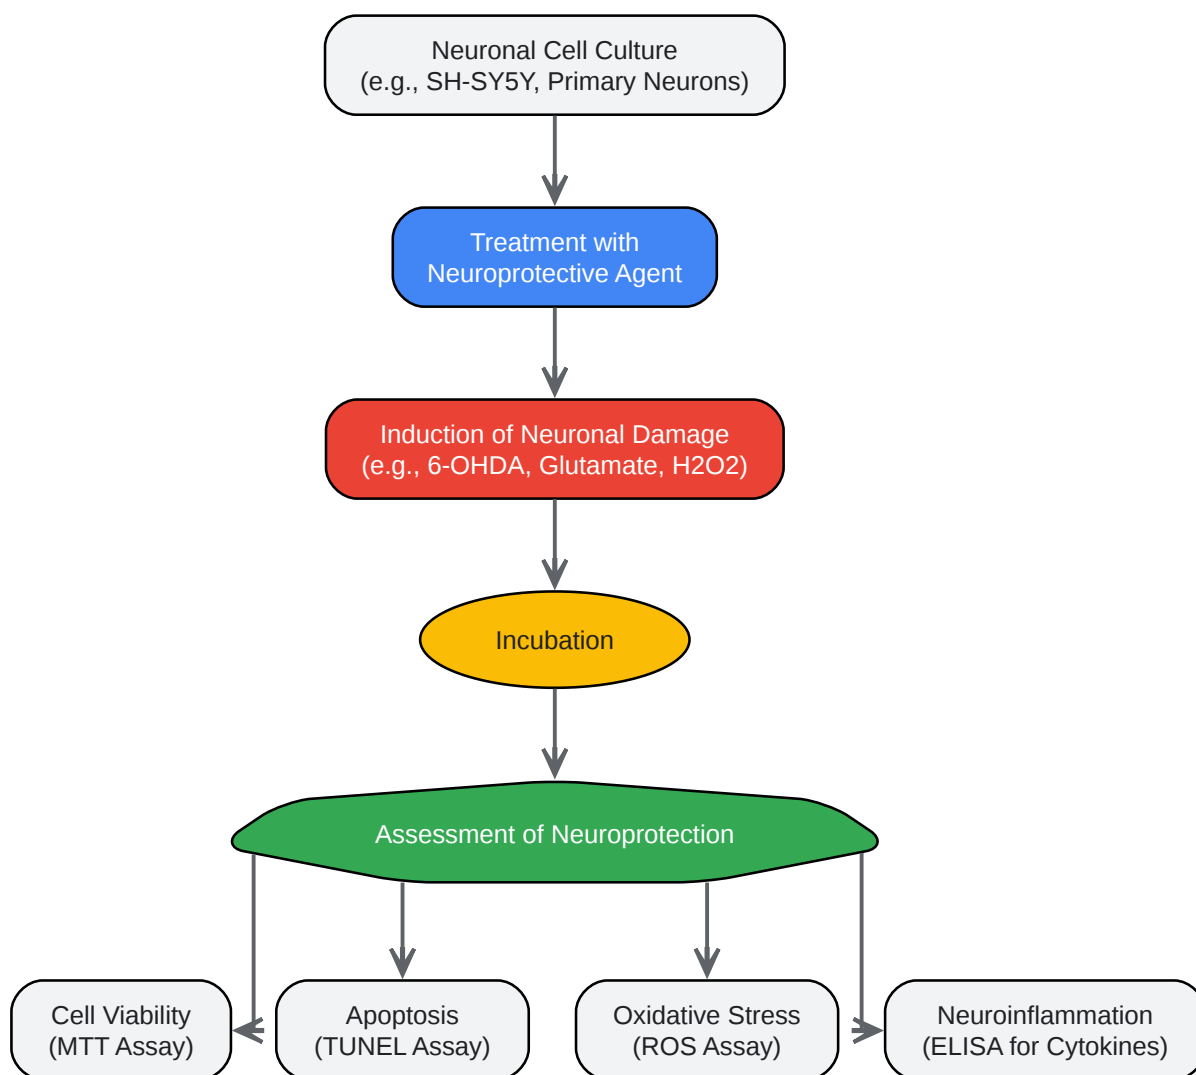 Neuronal Cell Culture
(e.g., SH-SY5Y, Primary Neurons)
Treatment with
Neuroprotective Agent
Induction of Neuronal Damage
(e.g., 6-OHDA, Glutamate, H2O2)
Incubation
Assessment of Neuroprotection
Cell Viability
(MTT Assay)
Apoptosis
(TUNEL Assay)
Oxidative Stress
(ROS Assay)
Neuroinflammation
(ELISA for Cytokines)